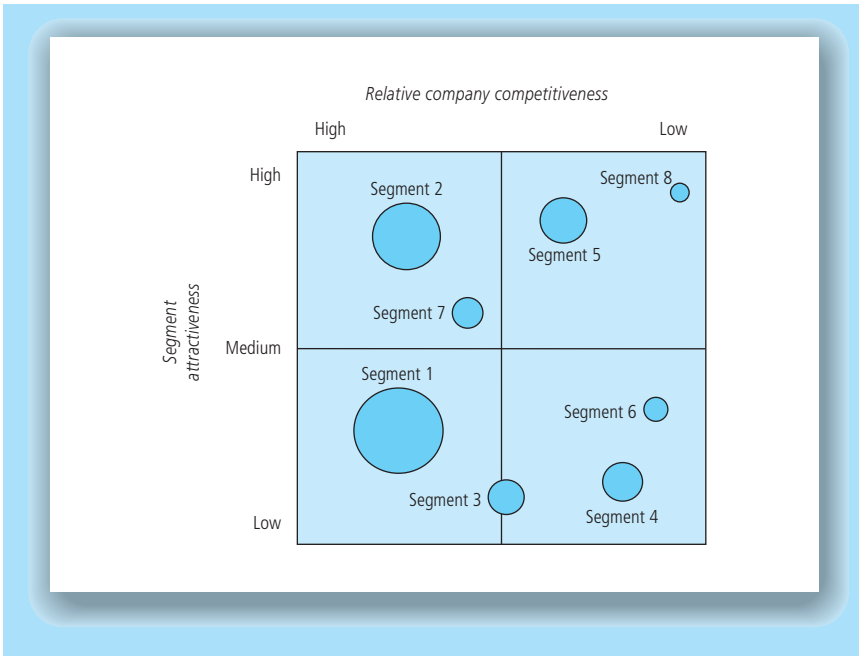 Relative company competitiveness
High
Low
High
Segment 8
Segment 2
Segment 5
Segment 7
Segment
attractiveness
Medium
Segment 1
Segment 6
Segment 3
Segment 4
Low